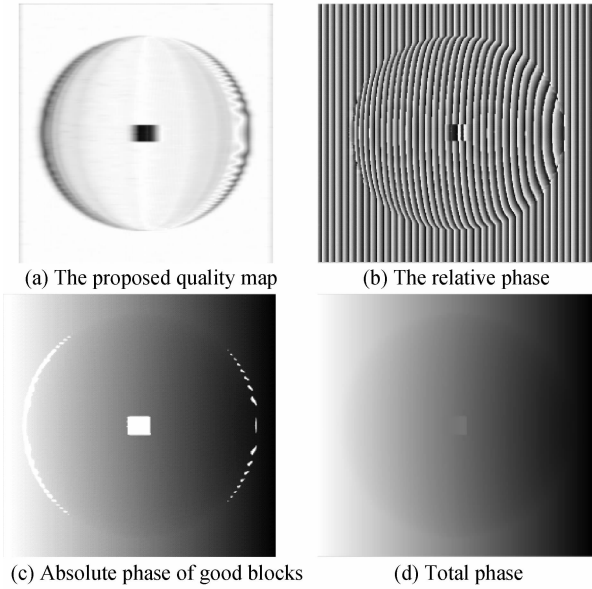 (a) The proposed quality map
(b) The relative phase
(c) Absolute phase of good blocks
(d) Total phase